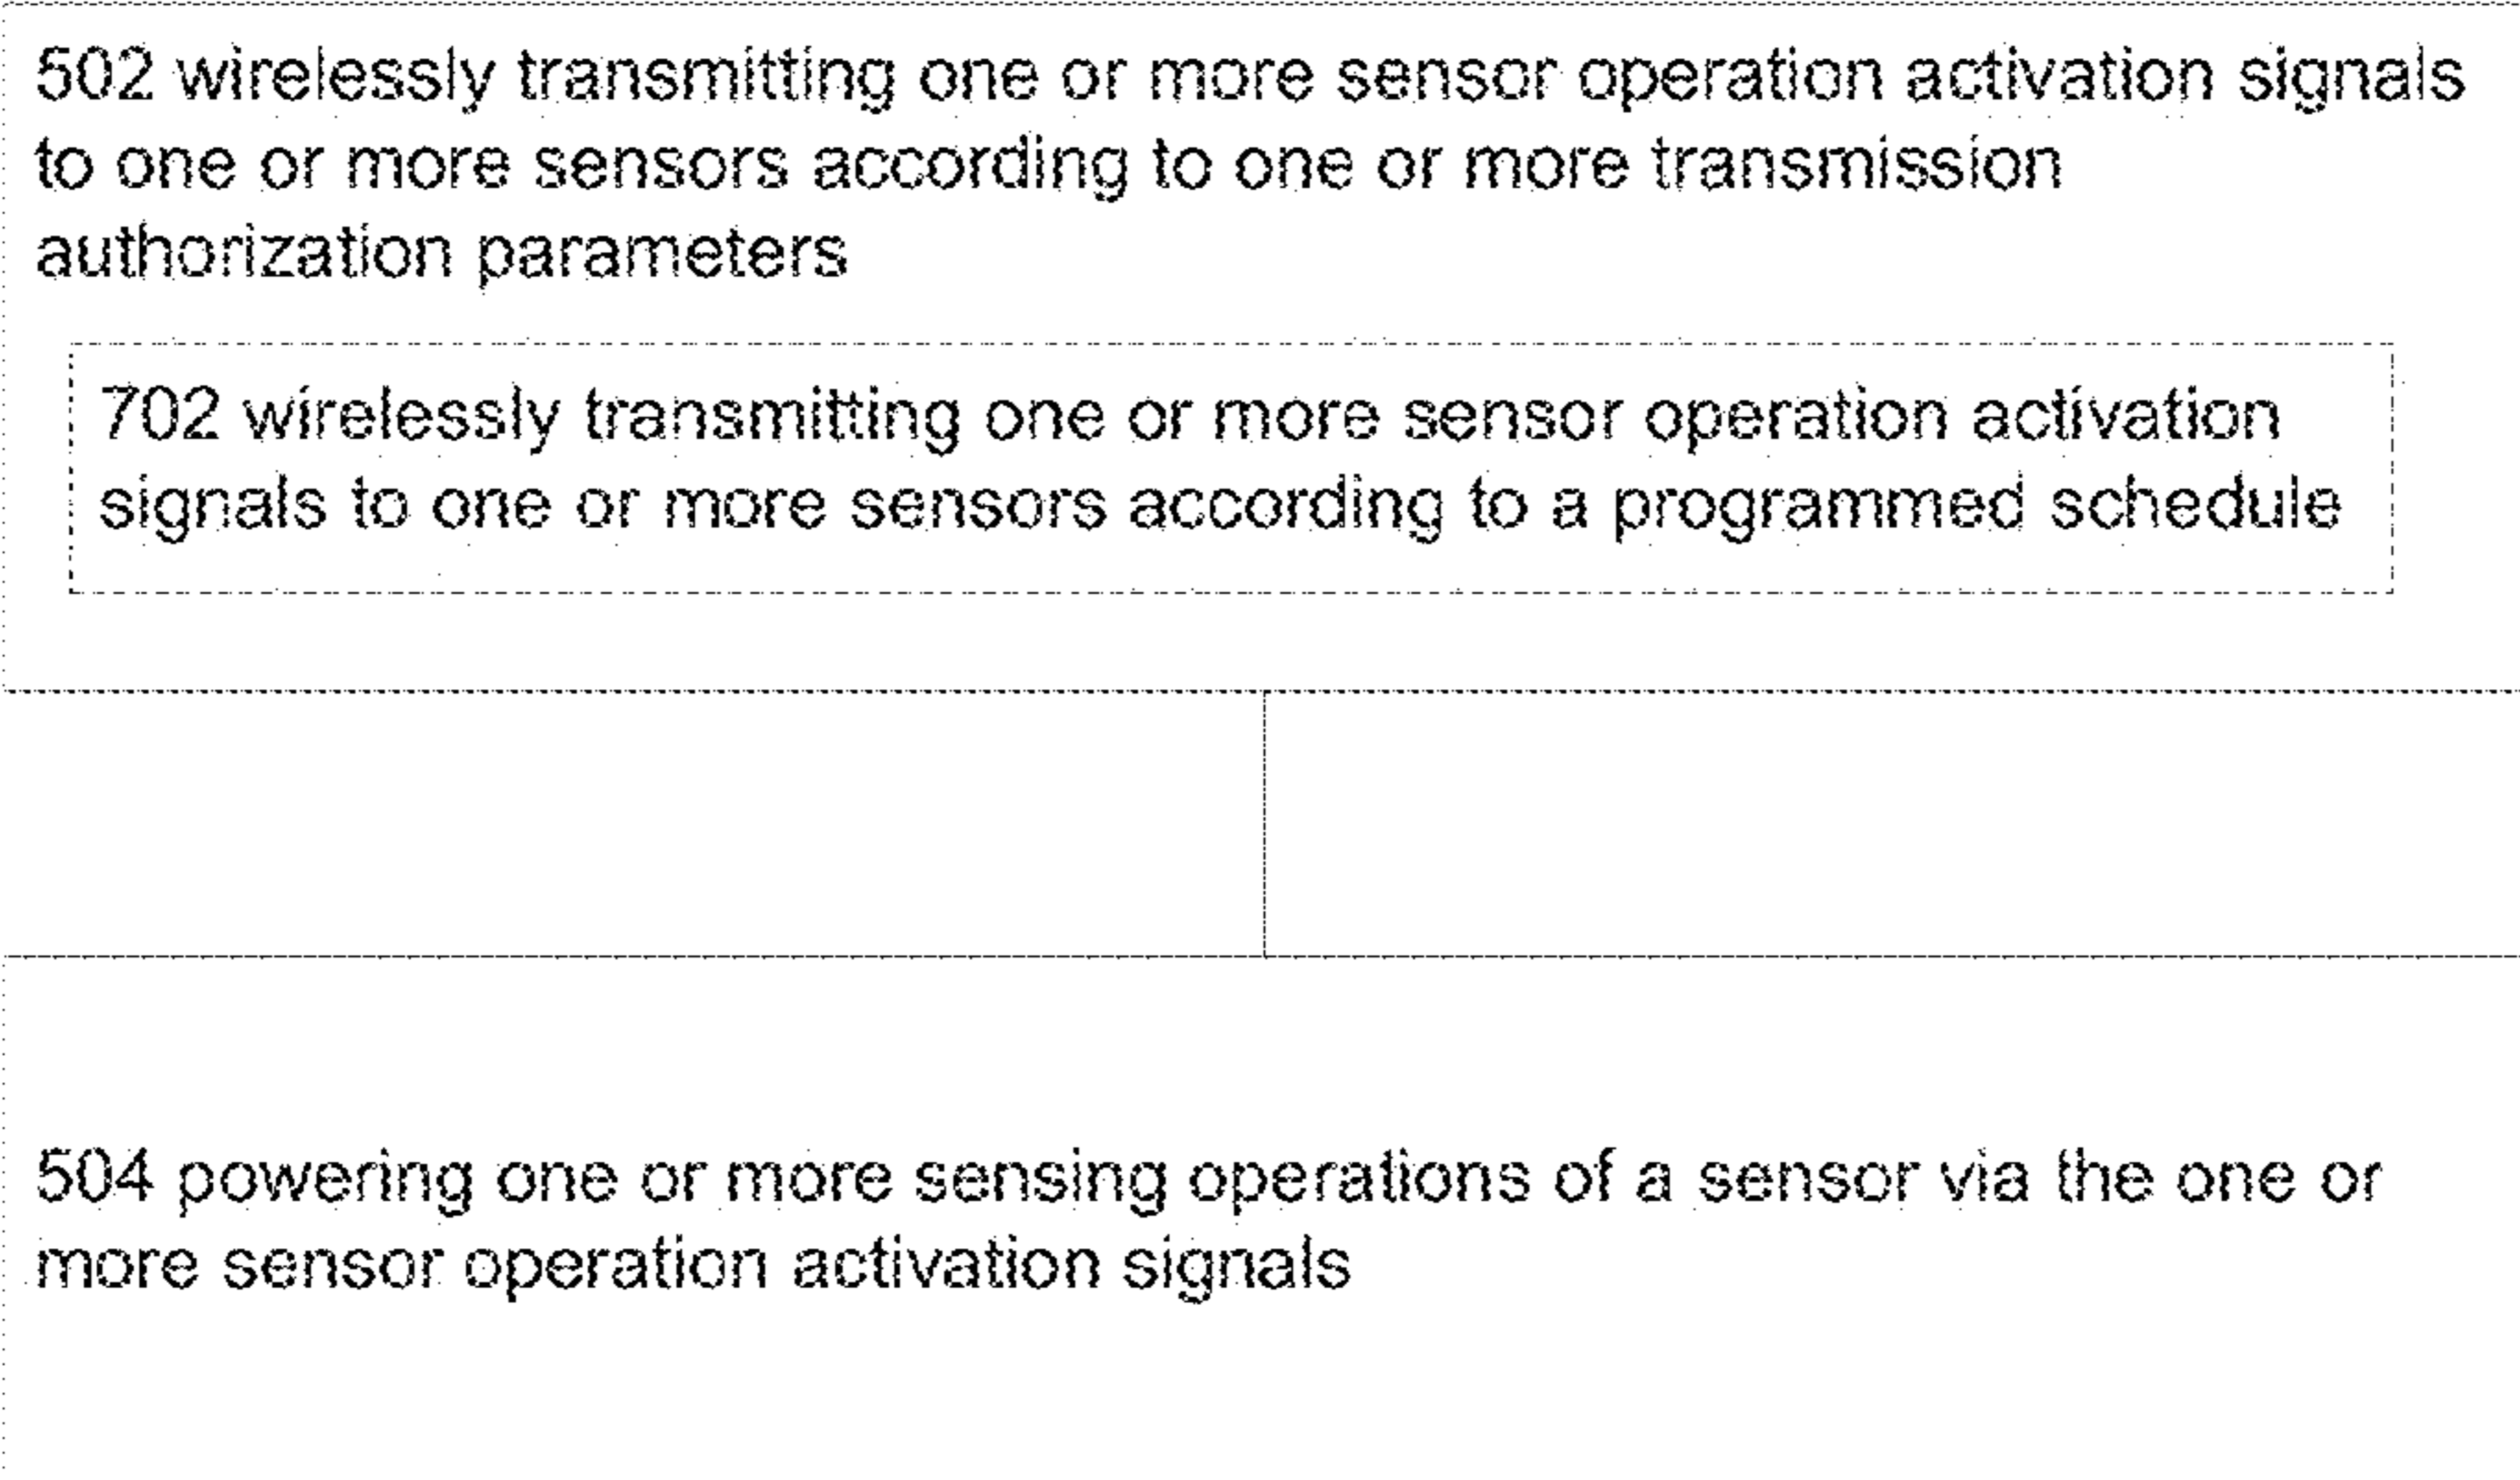 502 wirelessly transmitting one or more sensor operation activation signals
to one or more sensors according to one or more transmission
authorization parameters
702 wirelessly transmitting one or more sensor operation activation
signals to one or more sensors according to a programmed schedule
504 powering one or more sensing operations of a sensor via the one or
more sensor operation activation signals